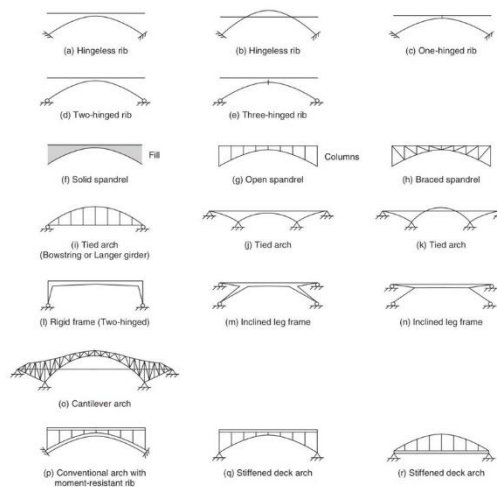 (a) Hingeless rib
(b) Hingeless rib
(c) One-hinged rib
(d) Two-hinged rib
(e) Three-hinged rib
Fill
Columns
(f) Solid spandrel
(g) Open spandrel
(h) Braced spandrel
(i) Tied arch
(Bowstring or Langer girder)
(j) Tied arch
(k) Tied arch
(l) Rigid frame (Two-hinged)
(m) Inclined leg frame
(n) Inclined leg frame
(o) Cantilever arch
(p) Conventional arch with
moment-resistant rib
(q) Stiffened deck arch
(r) Stiffened deck arch